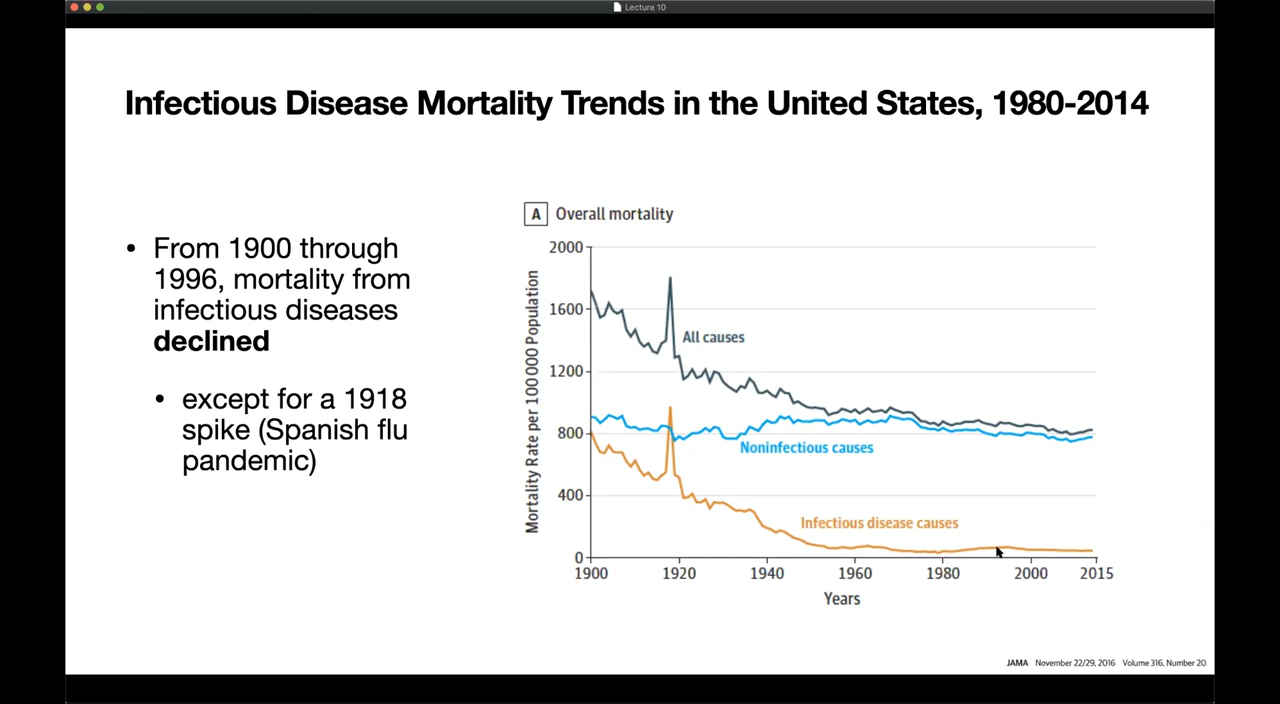 Lecture 10
Infectious Disease Mortality Trends in the United States, 1980-2014
• From 1900 through
1996, mortality from
infectious diseases
declined
• except for a 1918
spike (Spanish flu
pandemic)
A Overall mortality
Mortality Rate per 100 000 Population
2000
1600
1200
800
400
0
All causes
Noninfectious causes
Infectious disease causes
1900 1920 1940 1960 1980 2000 2015
Years
JAMA November 22/29, 2016 Volume 316, Number 20